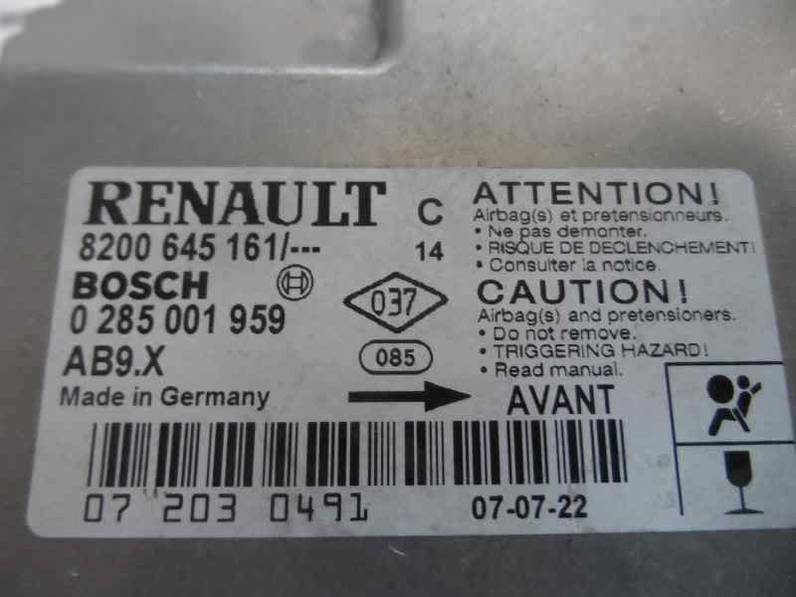 RENAULT C
8200 645 161/--- 14
BOSCH
0 285 001 959
AB9.X
Made in Germany
037
085
AVANT
ATTENTION!
Airbag(s) et pretensionneurs.
• Ne pas demonter.
• RISQUE DE DECLENCHEMENT!
• Consulter la notice.
CAUTION!
Airbag(s) and pretensioners.
• Do not remove.
• TRIGGERING HAZARD!
• Read manual.
07 203 0491
07-07-22